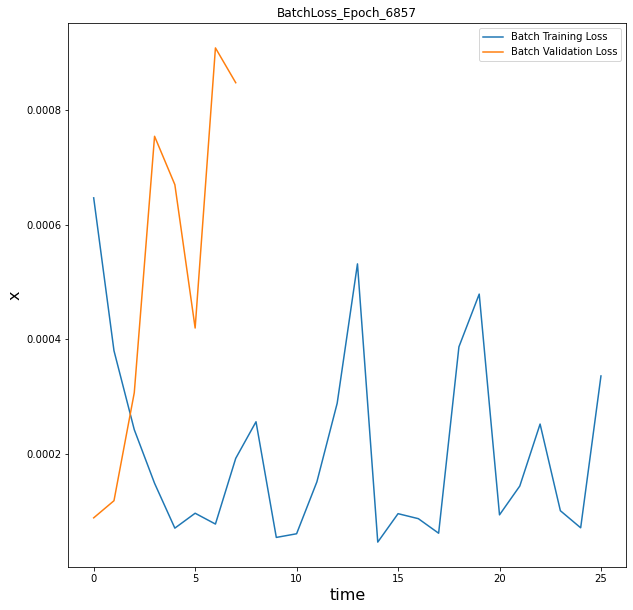 BatchLoss_Epoch_6857
Batch Training Loss
Batch Validation Loss
0.0008
0.0006
0.0004
0.0002
x
0
5
10
15
20
25
time